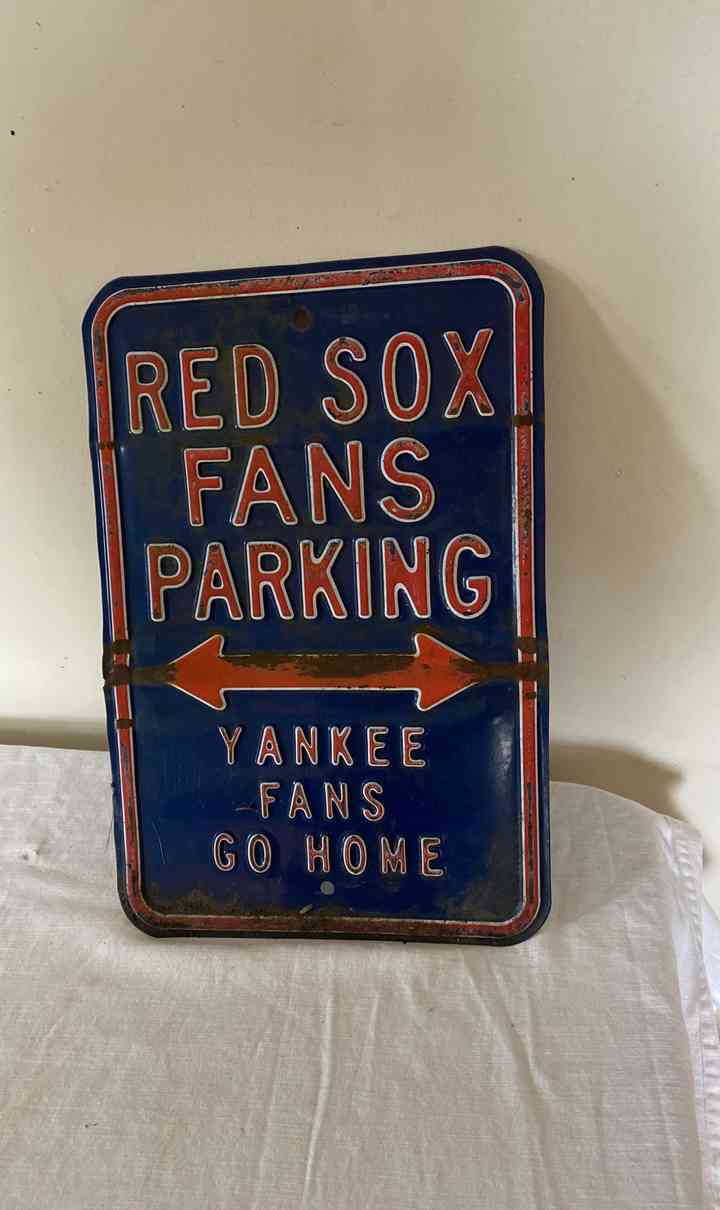 RED SOX
FANS
PARKING
YANKEE
FANS
GO HOME